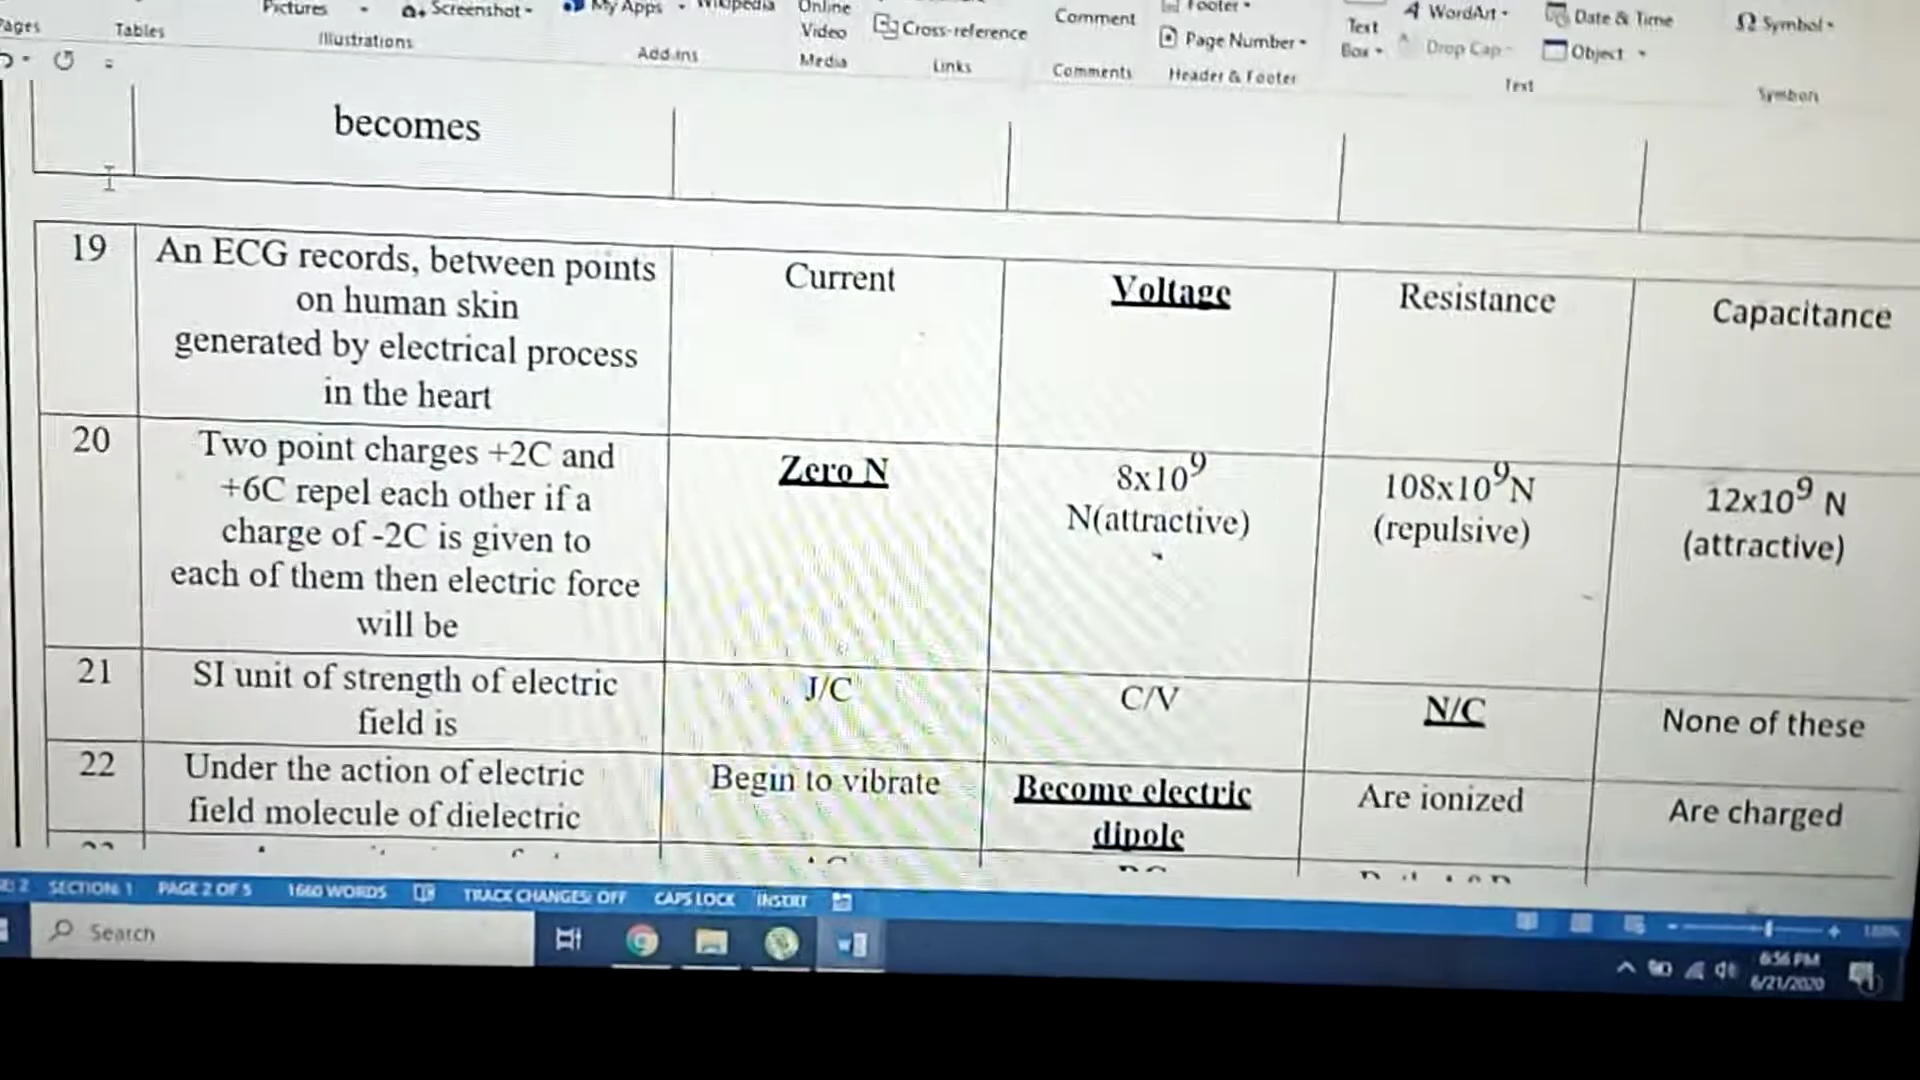 Pages
Tables
Pictures
Screenshot
Illustrations
My Apps
Wikipedia
Add-ins
Online
Video
Media
Cross-reference
Links
Comment
Comments
Footer
Page Number
Header & Footer
Text
Box
WordArt
Drop Cap
Date & Time
Object
Text
Ω Symbol
Symbols
becomes
19
An ECG records, between points
on human skin
generated by electrical process
in the heart
Current
Voltage
Resistance
Capacitance
20
Two point charges +2C and
+6C repel each other if a
charge of -2C is given to
each of them then electric force
will be
Zero N
8x10⁹
N(attractive)
108x10⁹N
(repulsive)
12x10⁹ N
(attractive)
21
SI unit of strength of electric
field is
J/C
C/V
N/C
None of these
22
Under the action of electric
field molecule of dielectric
Begin to vibrate
Become electric
dipole
Are ionized
Are charged
SECTION: 1 PAGE 2 OF 5 1660 WORDS TRACK CHANGES: OFF CAPS LOCK INSERT
Search
6:56 PM
6/21/2020